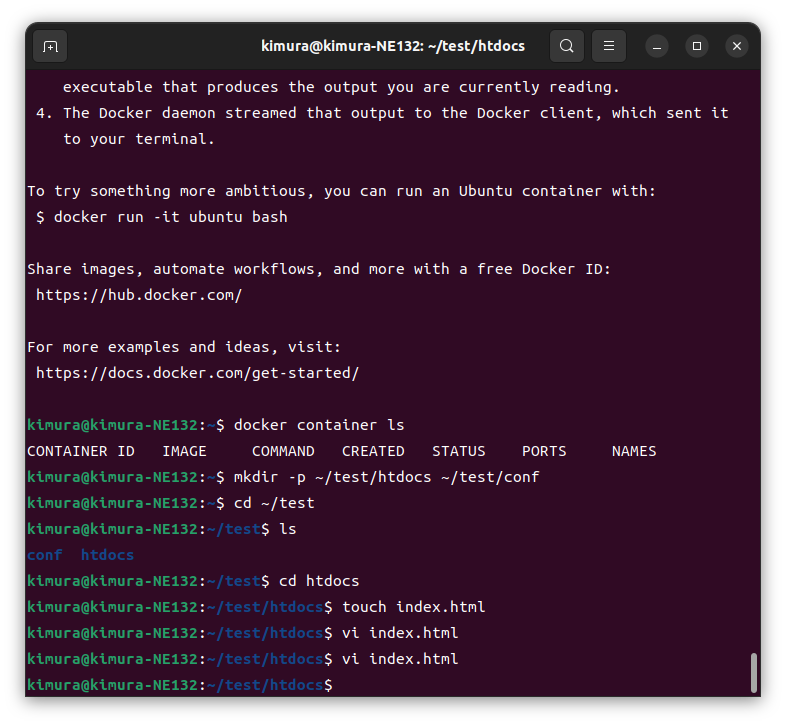 kimura@kimura-NE132: ~/test/htdocs
executable that produces the output you are currently reading.
4. The Docker daemon streamed that output to the Docker client, which sent it
to your terminal.
To try something more ambitious, you can run an Ubuntu container with:
$ docker run -it ubuntu bash
Share images, automate workflows, and more with a free Docker ID:
https://hub.docker.com/
For more examples and ideas, visit:
https://docs.docker.com/get-started/
kimura@kimura-NE132:~$ docker container ls
CONTAINER ID   IMAGE     COMMAND   CREATED   STATUS    PORTS     NAMES
kimura@kimura-NE132:~$ mkdir -p ~/test/htdocs ~/test/conf
kimura@kimura-NE132:~$ cd ~/test
kimura@kimura-NE132:~/test$ ls
conf  htdocs
kimura@kimura-NE132:~/test$ cd htdocs
kimura@kimura-NE132:~/test/htdocs$ touch index.html
kimura@kimura-NE132:~/test/htdocs$ vi index.html
kimura@kimura-NE132:~/test/htdocs$ vi index.html
kimura@kimura-NE132:~/test/htdocs$